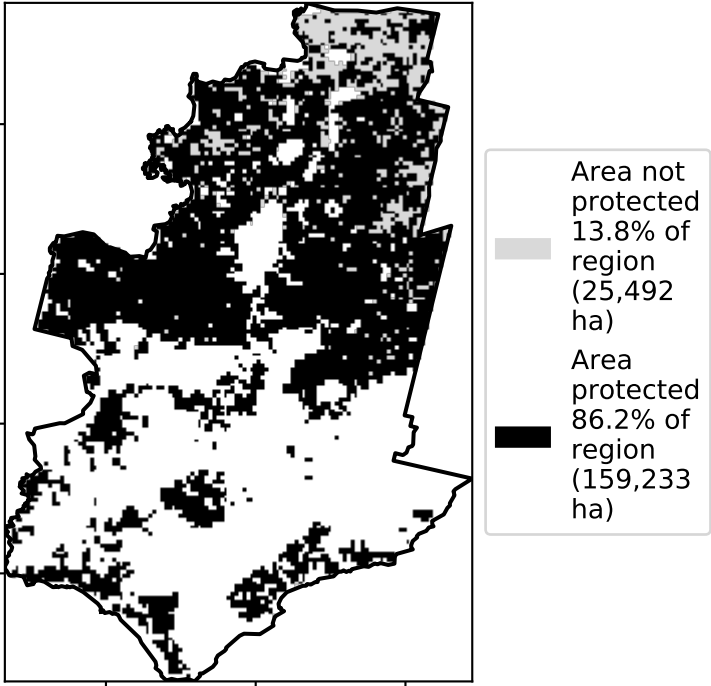 Area not
protected
13.8% of
region
(25,492
ha)
Area
protected
86.2% of
region
(159,233
ha)